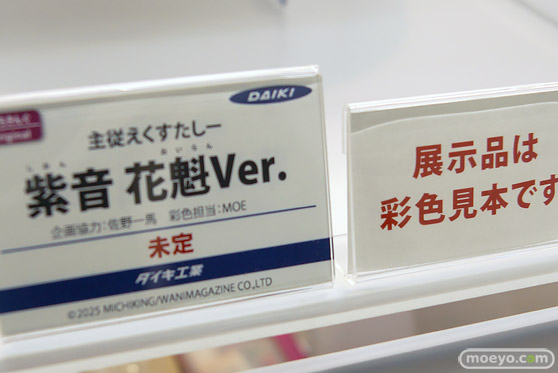 DAIKI
riginal
主従えくすたしー
しおん
おいらん
紫音 花魁Ver.
企画協力:佐野一馬 彩色担当:MOE
未定
ダイキ工業
©2025 MICHIKING/WANIMAGAZINE CO.,LTD
展示品は
彩色見本です
moeyo.com